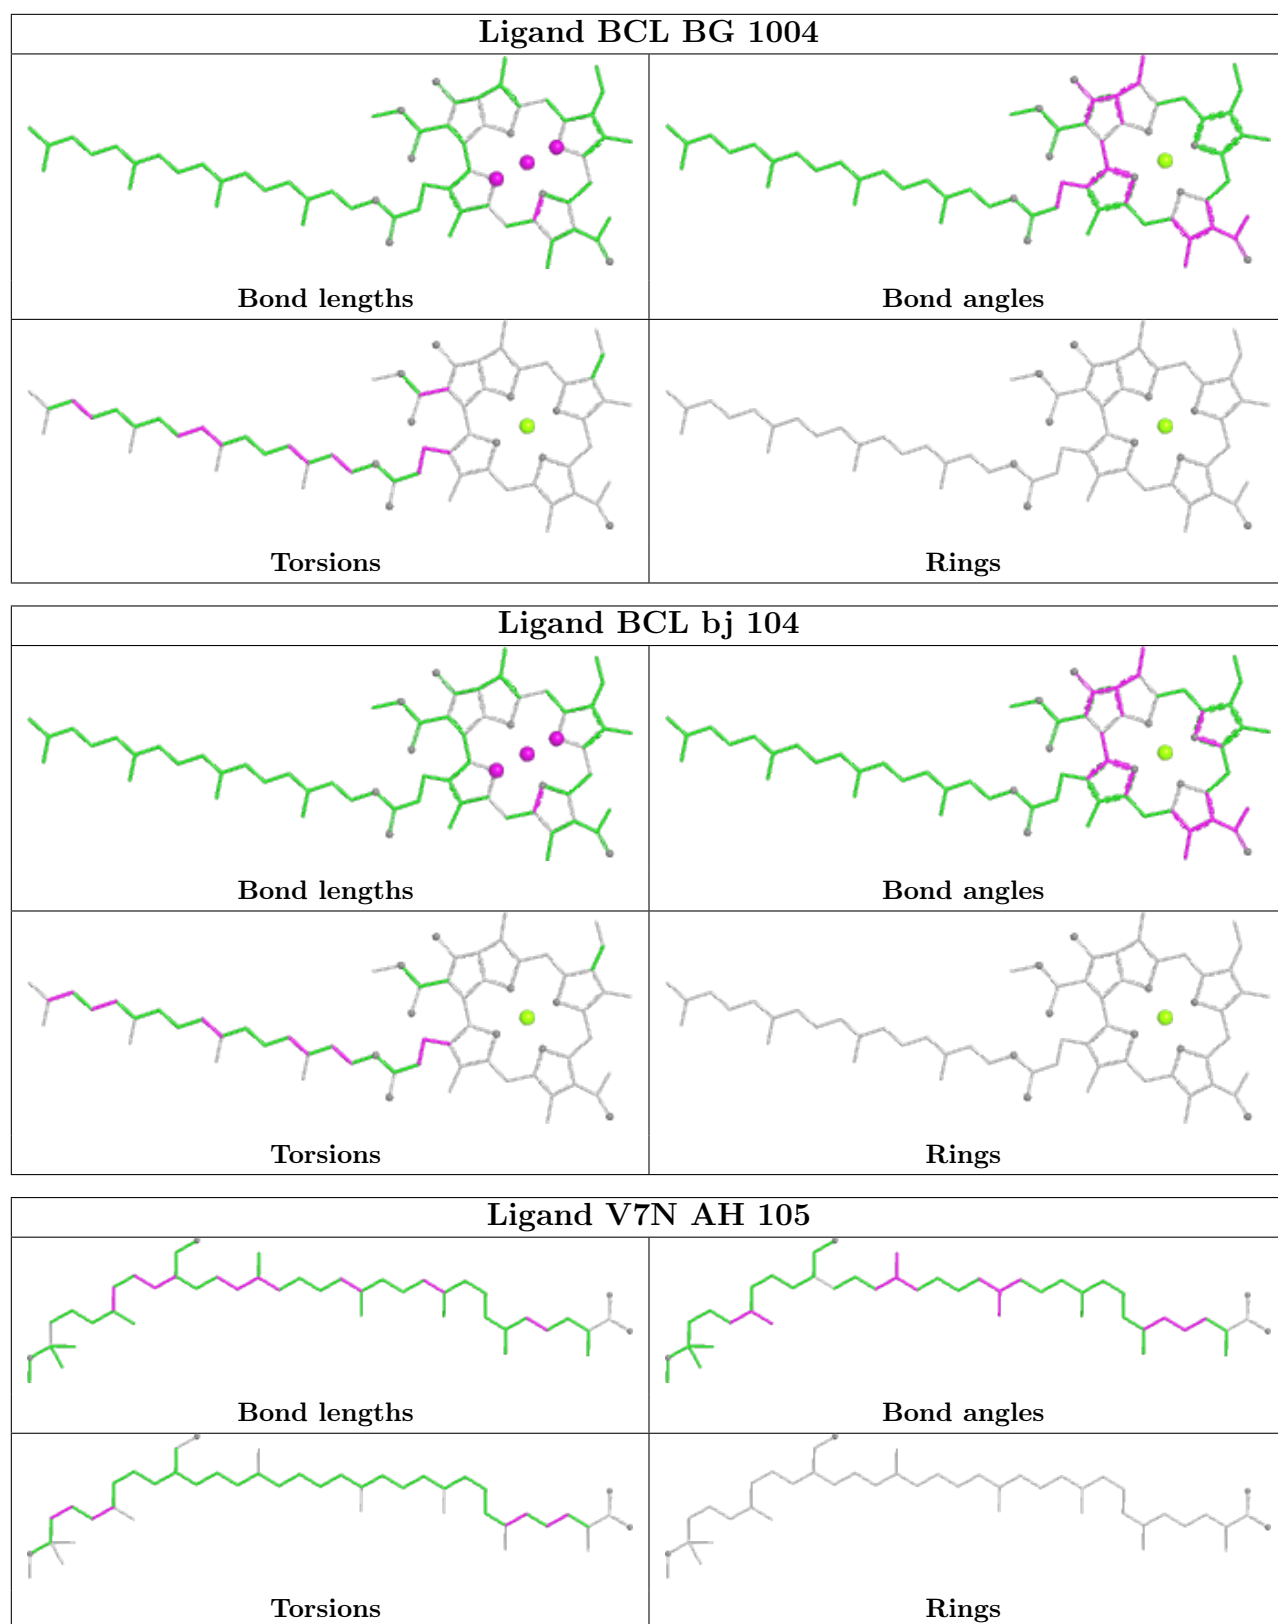 Ligand BCL BG 1004
Bond lengths
Bond angles
Torsions
Rings
Ligand BCL bj 104
Bond lengths
Bond angles
Torsions
Rings
Ligand V7N AH 105
Bond lengths
Bond angles
Torsions
Rings